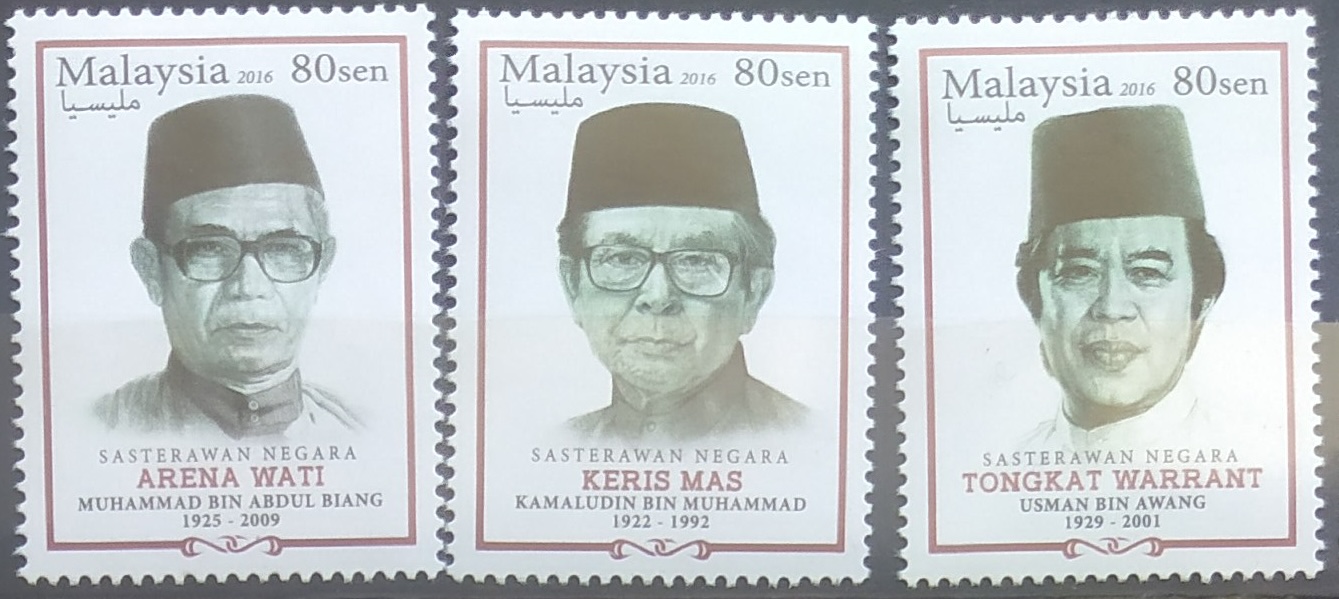 Malaysia 2016 80sen
مليسيا
SASTERAWAN NEGARA
ARENA WATI
MUHAMMAD BIN ABDUL BIANG
1925 - 2009
Malaysia 2016 80sen
مليسيا
SASTERAWAN NEGARA
KERIS MAS
KAMALUDIN BIN MUHAMMAD
1922 - 1992
Malaysia 2016 80sen
مليسيا
SASTERAWAN NEGARA
TONGKAT WARRANT
USMAN BIN AWANG
1929 - 2001